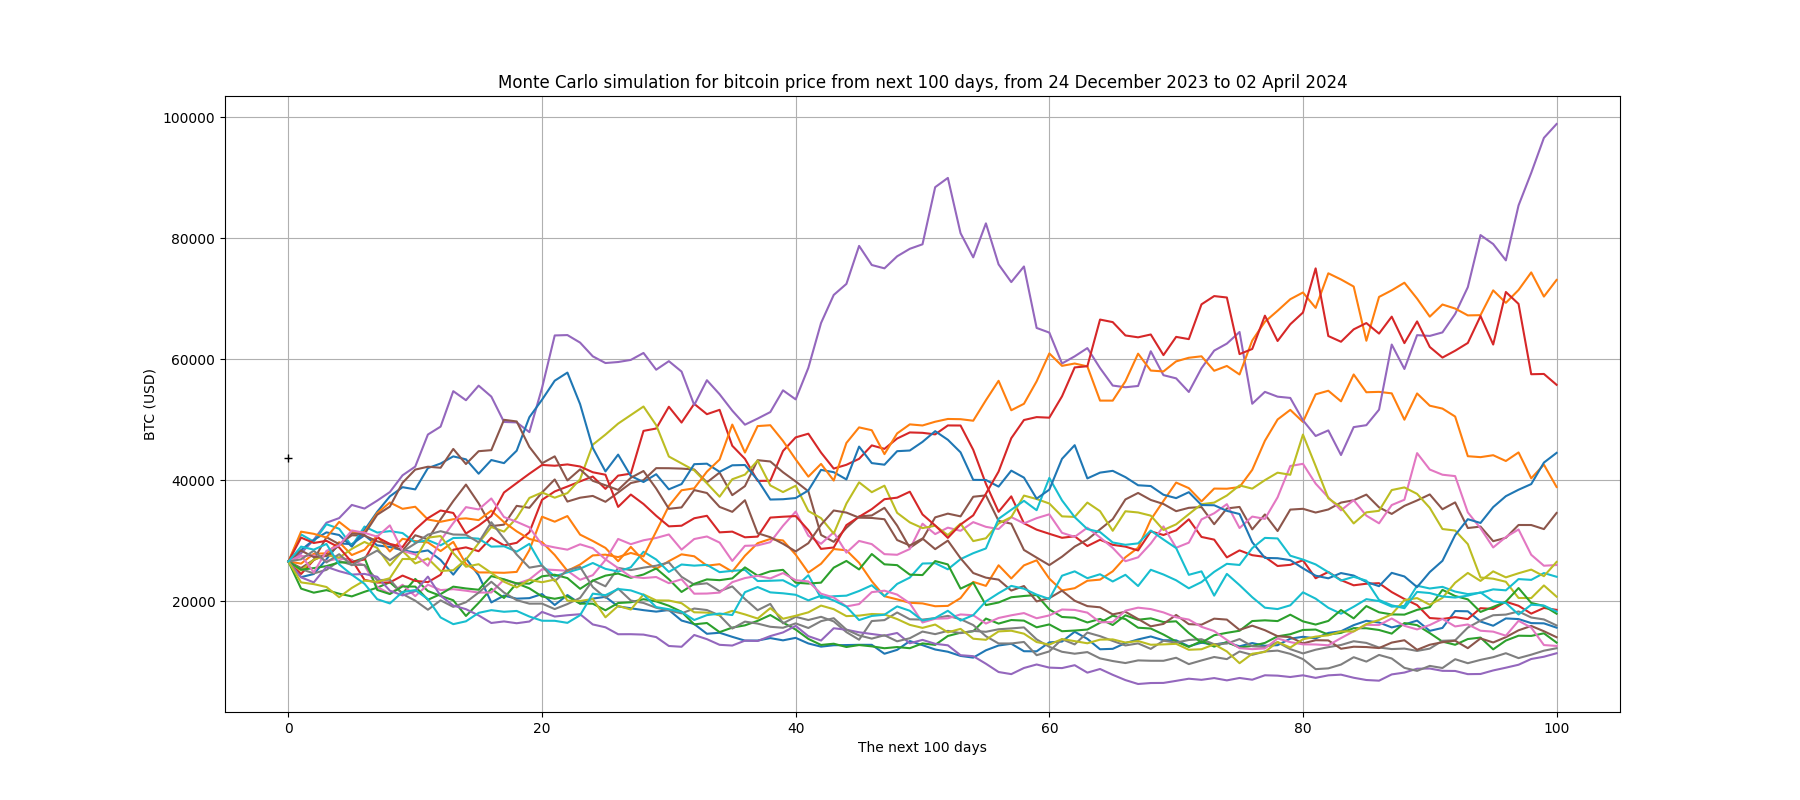 Monte Carlo simulation for bitcoin price from next 100 days, from 24 December 2023 to 02 April 2024
100000
80000
60000
40000
20000
BTC (USD)
0 20 40 60 80 100
The next 100 days